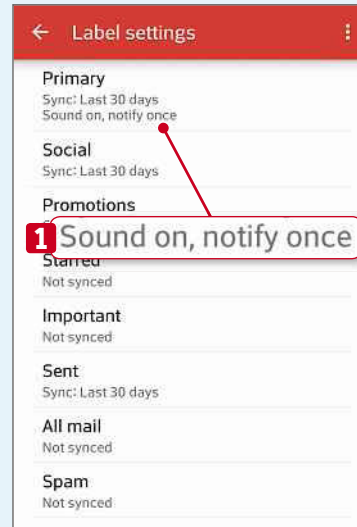 Label settings
Primary
Sync: Last 30 days
Sound on, notify once
Social
Sync: Last 30 days
Promotions
1 Sound on, notify once
Starred
Not synced
Important
Not synced
Sent
Sync: Last 30 days
All mail
Not synced
Spam
Not synced